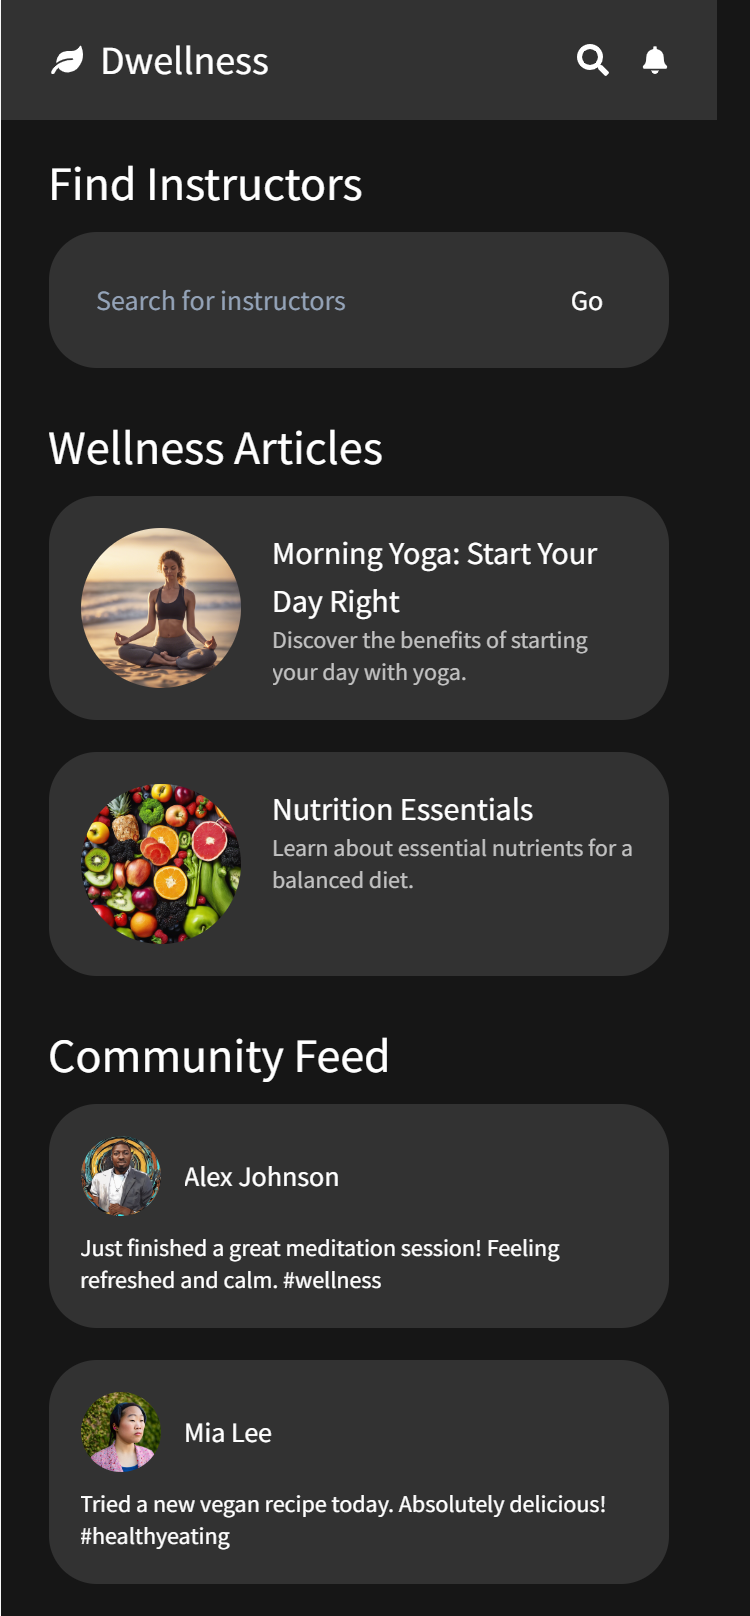 Dwellness
Find Instructors
Search for instructors
Go
Wellness Articles
Morning Yoga: Start Your
Day Right
Discover the benefits of starting
your day with yoga.
Nutrition Essentials
Learn about essential nutrients for a
balanced diet.
Community Feed
Alex Johnson
Just finished a great meditation session! Feeling
refreshed and calm. #wellness
Mia Lee
Tried a new vegan recipe today. Absolutely delicious!
#healthyeating